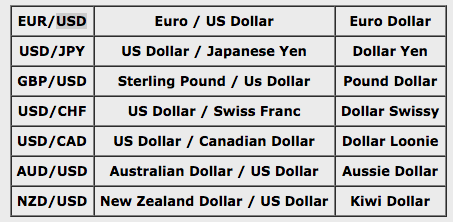 EUR/USD Euro / US Dollar Euro Dollar
USD/JPY US Dollar / Japanese Yen Dollar Yen
GBP/USD Sterling Pound / Us Dollar Pound Dollar
USD/CHF US Dollar / Swiss Franc Dollar Swissy
USD/CAD US Dollar / Canadian Dollar Dollar Loonie
AUD/USD Australian Dollar / US Dollar Aussie Dollar
NZD/USD New Zealand Dollar / US Dollar Kiwi Dollar